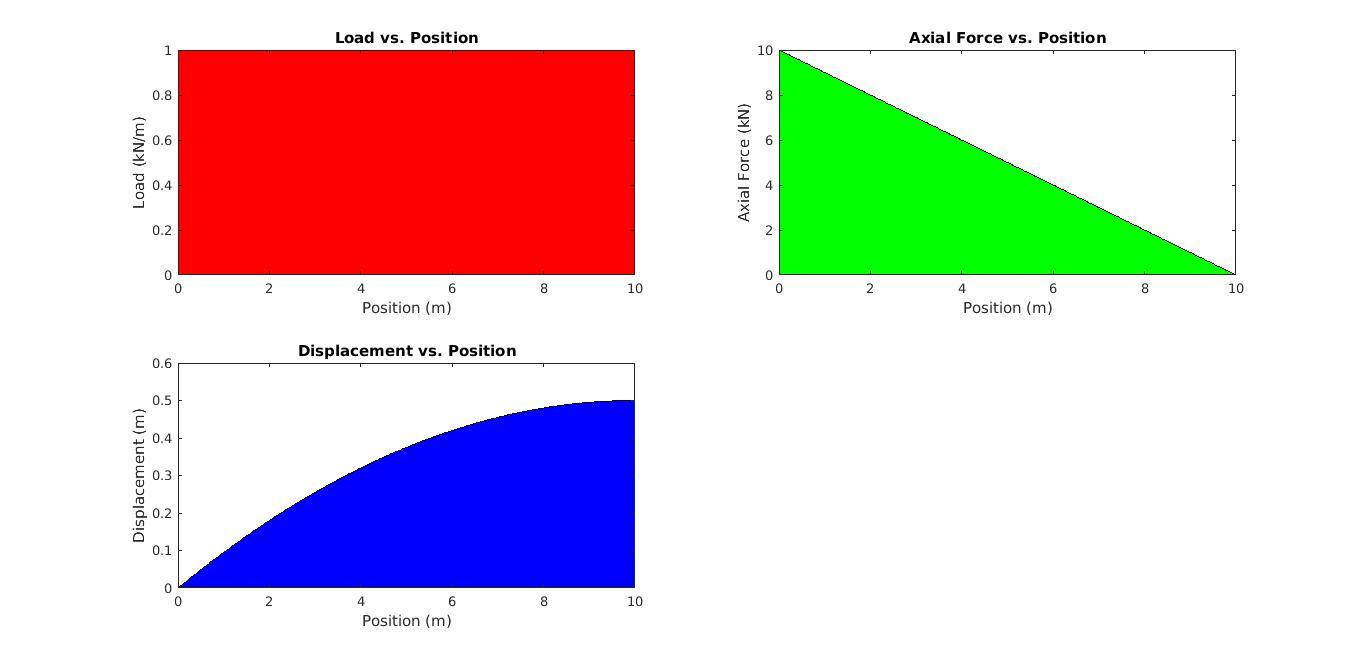 Load vs. Position
1
0.8
0.6
0.4
0.2
0
Load (kN/m)
0 2 4 6 8 10
Position (m)
Axial Force vs. Position
10
8
6
4
2
0
Axial Force (kN)
0 2 4 6 8 10
Position (m)
Displacement vs. Position
0.6
0.5
0.4
0.3
0.2
0.1
0
Displacement (m)
0 2 4 6 8 10
Position (m)